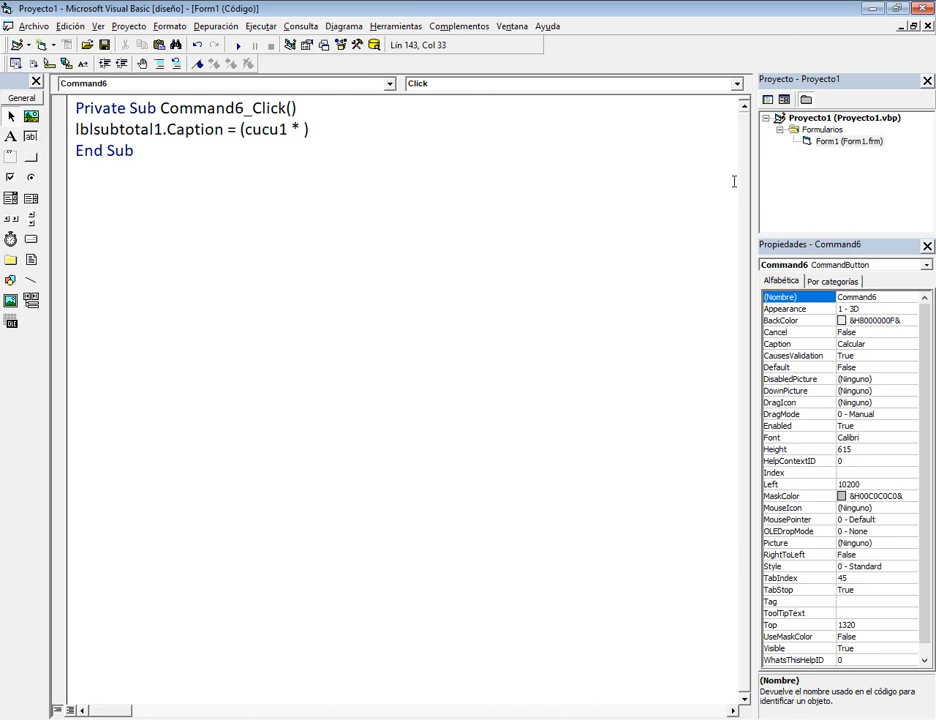 Proyecto1 - Microsoft Visual Basic [diseño] - [Form1 (Código)]
Archivo Edición Ver Proyecto Formato Depuración Ejecutar Consulta Diagrama Herramientas Complementos Ventana Ayuda
Lín 143, Col 33
General
Command6
Click
Private Sub Command6_Click()
lblsubtotal1.Caption = (cucu1 * )
End Sub
Proyecto - Proyecto1
Proyecto1 (Proyecto1.vbp)
Formularios
Form1 (Form1.frm)
Propiedades - Command6
Command6 CommandButton
Alfabética Por categorías
(Nombre) Command6
Appearance 1 - 3D
BackColor &H8000000F&
Cancel False
Caption Calcular
CausesValidation True
Default False
DisabledPicture (Ninguno)
DownPicture (Ninguno)
DragIcon (Ninguno)
DragMode 0 - Manual
Enabled True
Font Calibri
Height 615
HelpContextID 0
Index
Left 10200
MaskColor &H00C0C0C0&
MouseIcon (Ninguno)
MousePointer 0 - Default
OLEDropMode 0 - None
Picture (Ninguno)
RightToLeft False
Style 0 - Standard
TabIndex 45
TabStop True
Tag
ToolTipText
Top 1320
UseMaskColor False
Visible True
WhatsThisHelpID 0
(Nombre)
Devuelve el nombre usado en el código para
identificar un objeto.